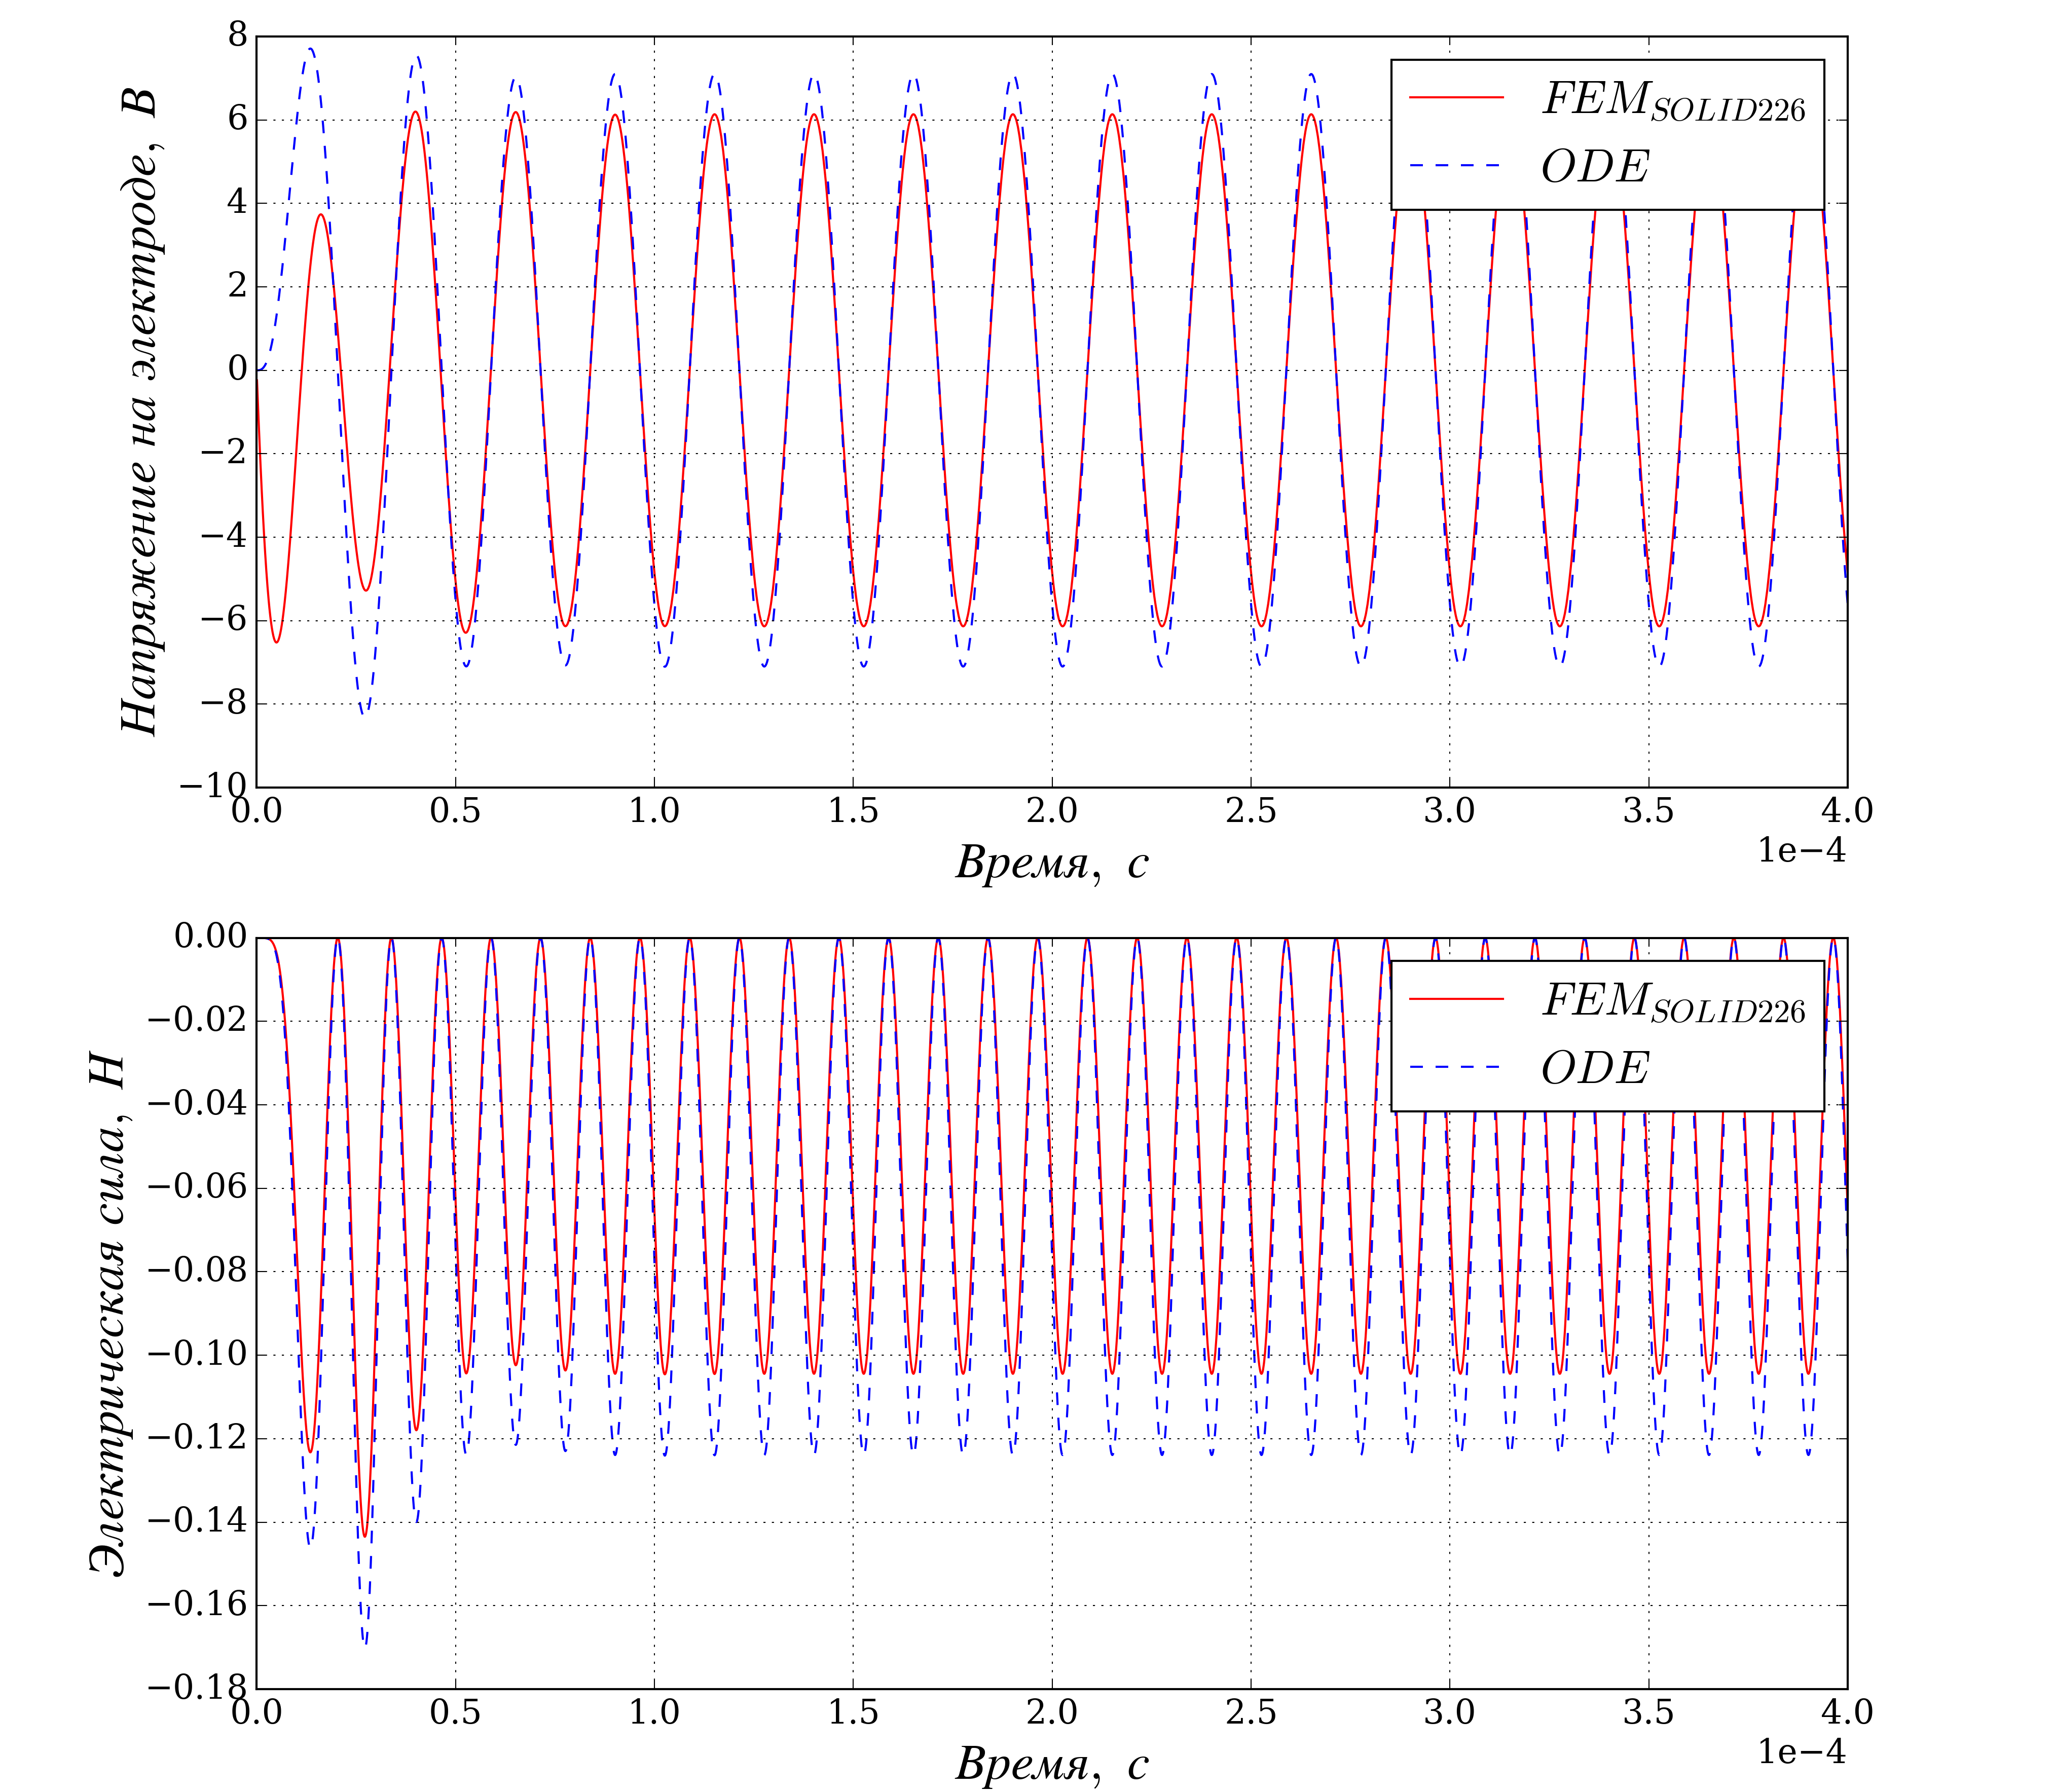 Напряжение на электроде, В
8
6
4
2
0
−2
−4
−6
−8
−10
FEM_SOLID226
ODE
0.0 0.5 1.0 1.5 2.0 2.5 3.0 3.5 4.0
1e−4
Время, с
Электрическая сила, Н
0.00
−0.02
−0.04
−0.06
−0.08
−0.10
−0.12
−0.14
−0.16
−0.18
FEM_SOLID226
ODE
0.0 0.5 1.0 1.5 2.0 2.5 3.0 3.5 4.0
1e−4
Время, с